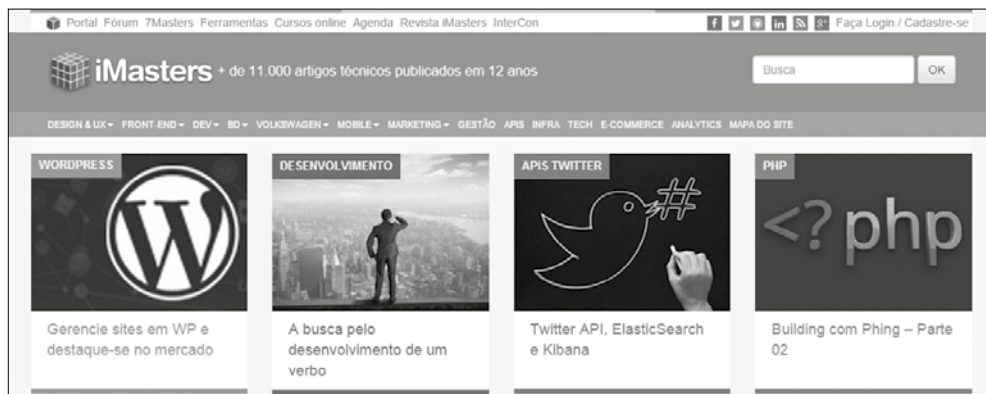 Portal Fórum 7Masters Ferramentas Cursos online Agenda Revista iMasters InterCon
Faça Login / Cadastre-se
iMasters + de 11.000 artigos técnicos publicados em 12 anos
Busca
OK
DESIGN & UX FRONT-END DEV BD VOLKSWAGEN MOBILE MARKETING GESTÃO APIS INFRA TECH E-COMMERCE ANALYTICS MAPA DO SITE
WORDPRESS
DESENVOLVIMENTO
APIS TWITTER
PHP
W
#
<? php
Gerencie sites em WP e
destaque-se no mercado
A busca pelo
desenvolvimento de um
verbo
Twitter API, ElasticSearch
e Kibana
Building com Phing – Parte
02